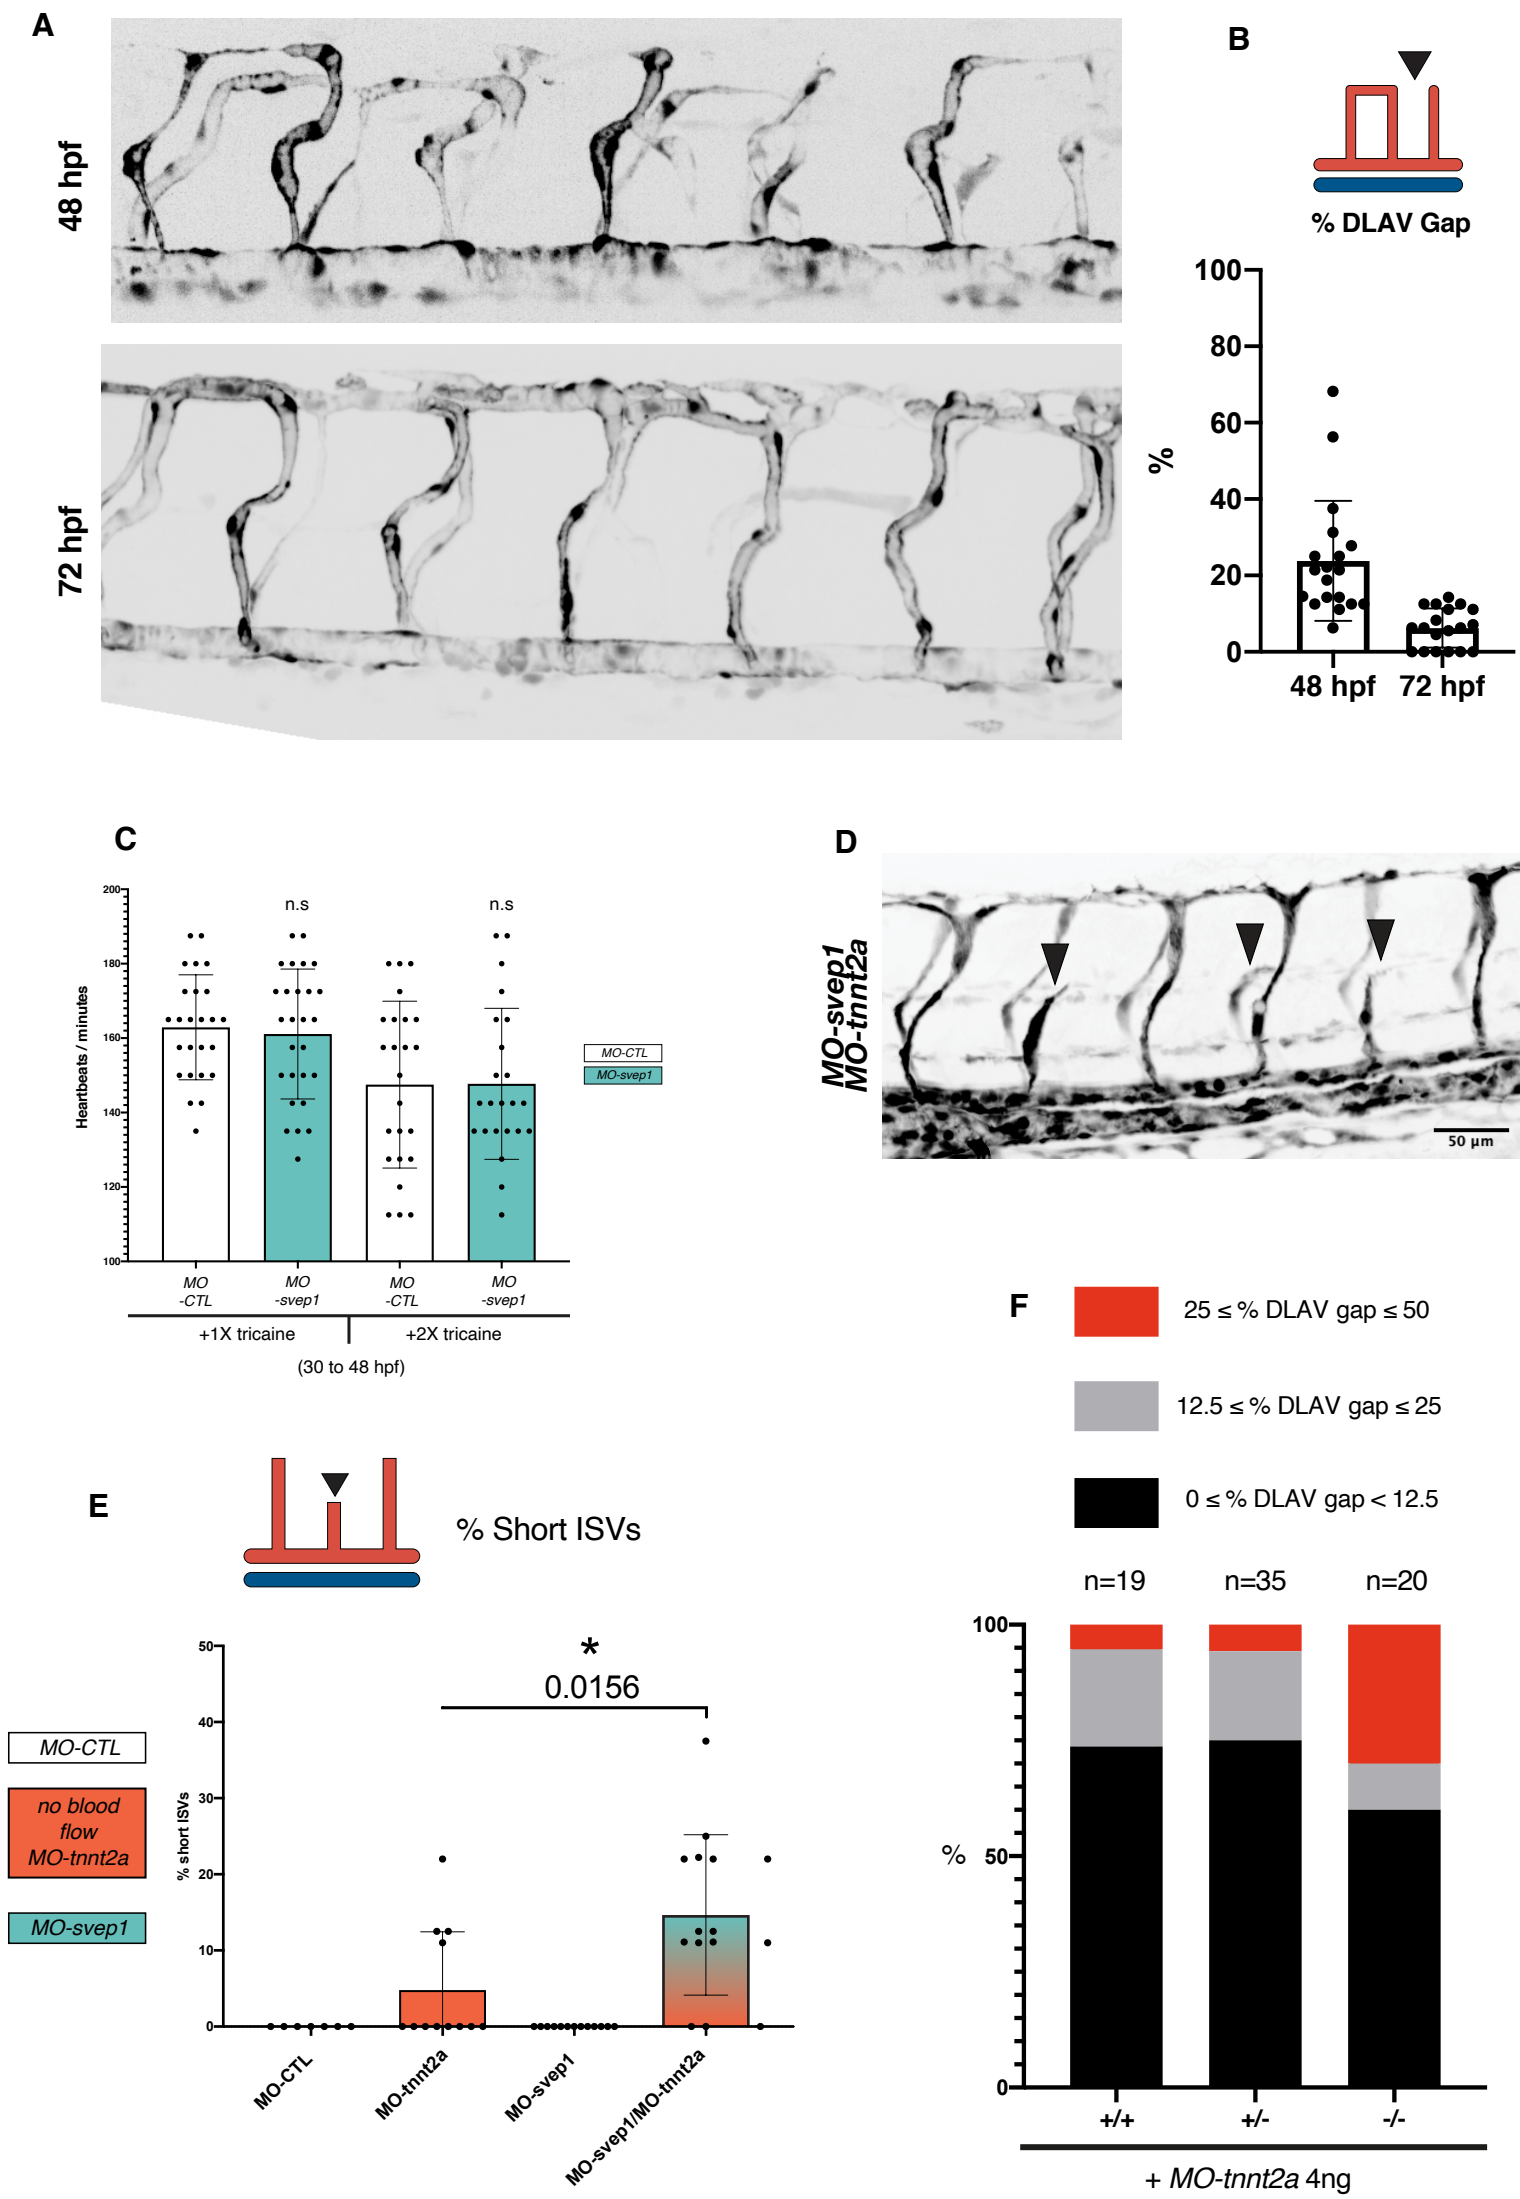 A
48 hpf
72 hpf
B
% DLAV Gap
100
80
60
40
20
0
%
48 hpf
72 hpf
C
200
180
160
140
120
100
Heartbeats / minutes
n.s
n.s
MO-CTL
MO-svep1
MO
-CTL
MO
-svep1
MO
-CTL
MO
-svep1
+1X tricaine
+2X tricaine
(30 to 48 hpf)
D
MO-svep1
MO-tnnt2a
50 µm
E
% Short ISVs
*
0.0156
MO-CTL
no blood
flow
MO-tnnt2a
MO-svep1
50
40
30
20
10
0
% short ISVs
MO-CTL
MO-tnnt2a
MO-svep1
MO-svep1/MO-tnnt2a
F
25 ≤ % DLAV gap ≤ 50
12.5 ≤ % DLAV gap ≤ 25
0 ≤ % DLAV gap < 12.5
n=19
n=35
n=20
100
50
0
%
+/+
+/-
-/-
+ MO-tnnt2a 4ng